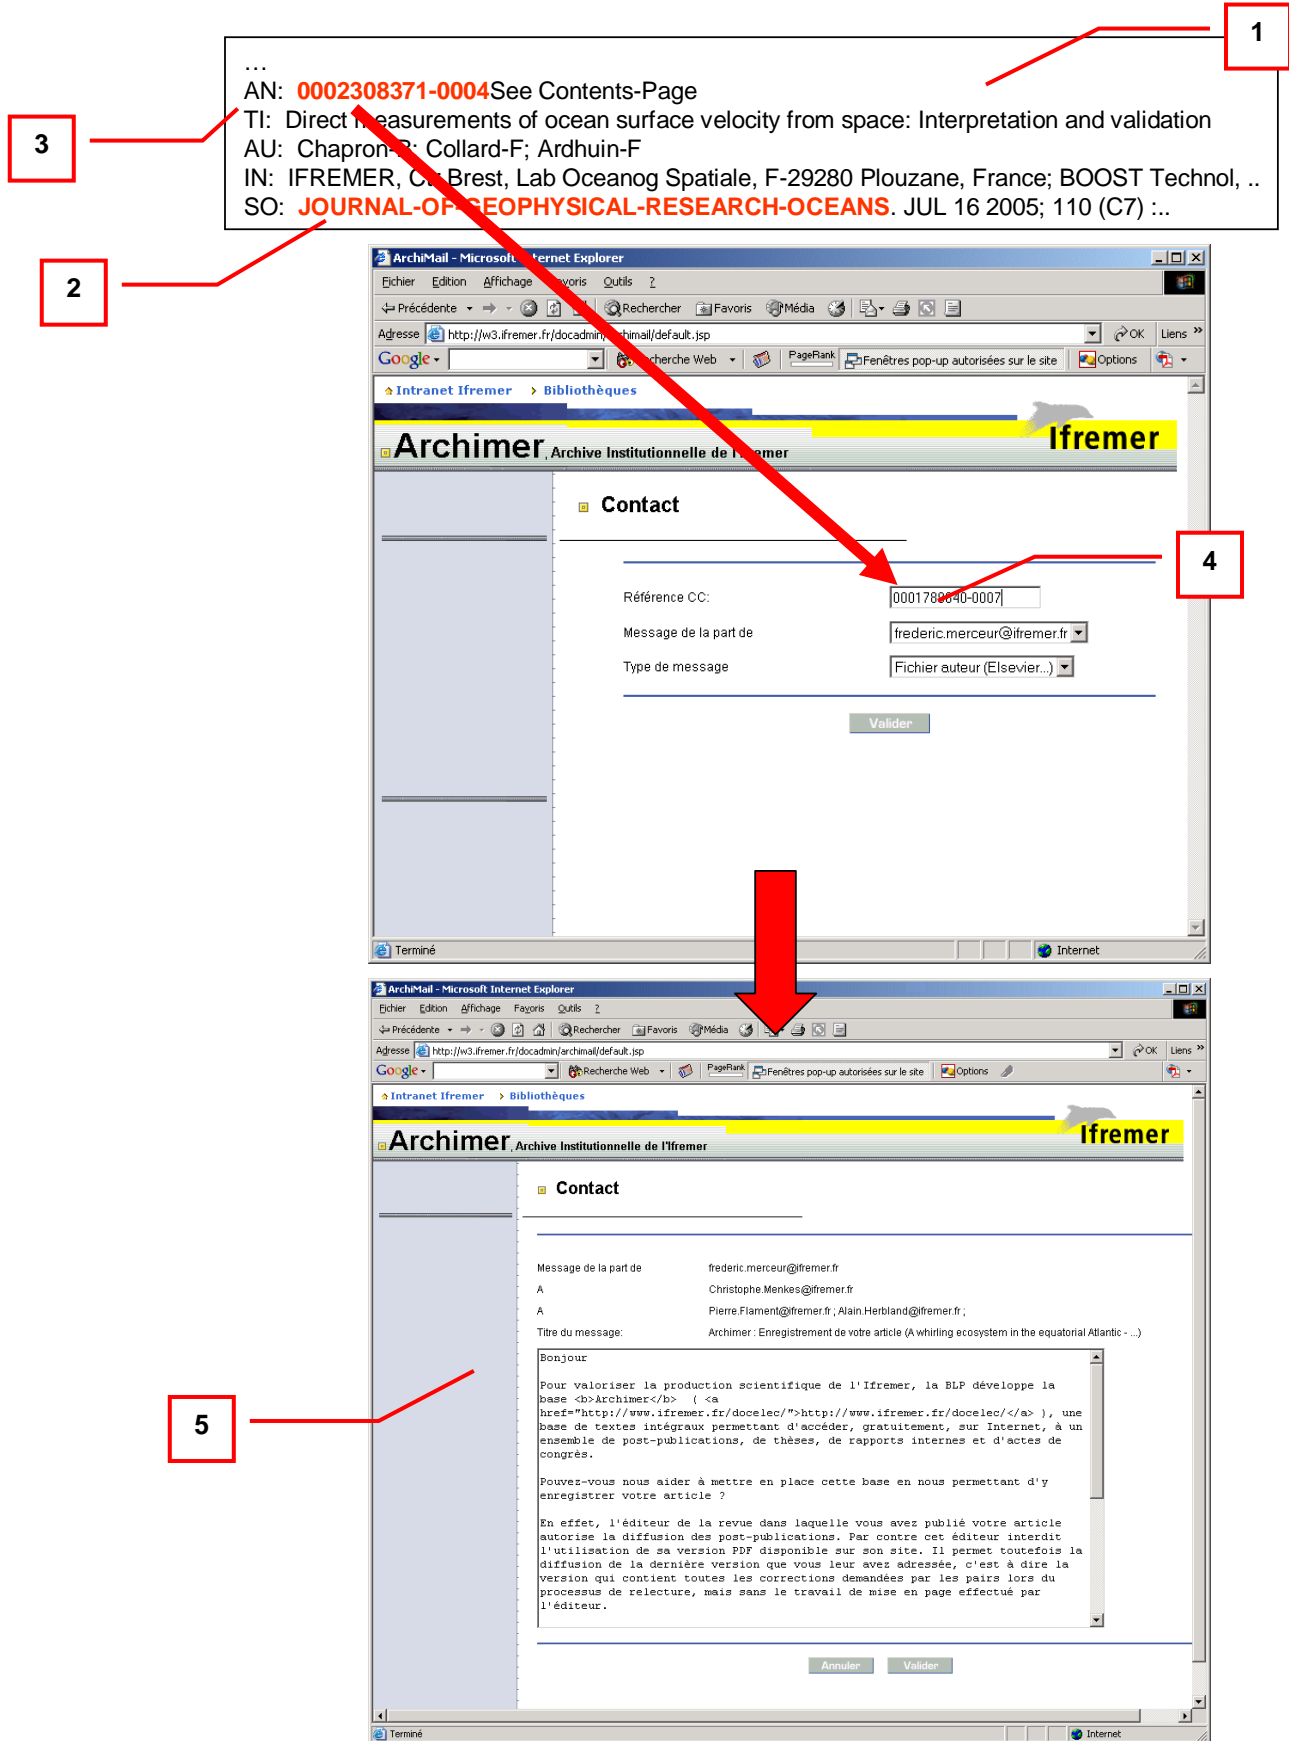 1
…
AN: 0002308371-0004See Contents-Page
TI: Direct measurements of ocean surface velocity from space: Interpretation and validation
3
AU: Chapron-B; Collard-F; Ardhuin-F
IN: IFREMER, Ctr Brest, Lab Oceanog Spatiale, F-29280 Plouzane, France; BOOST Technol, ..
SO: JOURNAL-OF-GEOPHYSICAL-RESEARCH-OCEANS. JUL 16 2005; 110 (C7) :..
2
ArchiMail - Microsoft Internet Explorer
Fichier Edition Affichage Favoris Outils ?
Précédente Rechercher Favoris Média
Adresse http://w3.ifremer.fr/docadmin/archimail/default.jsp OK Liens »
Google Recherche Web PageRank Fenêtres pop-up autorisées sur le site Options
Intranet Ifremer Bibliothèques
Ifremer
Archimer, Archive Institutionnelle de l'Ifremer
Contact
4
Référence CC: 0001788840-0007
Message de la part de frederic.merceur@ifremer.fr
Type de message Fichier auteur (Elsevier...)
Valider
Terminé Internet
ArchiMail - Microsoft Internet Explorer
Fichier Edition Affichage Favoris Outils ?
Précédente Rechercher Favoris Média
Adresse http://w3.ifremer.fr/docadmin/archimail/default.jsp OK Liens »
Google Recherche Web PageRank Fenêtres pop-up autorisées sur le site Options
Intranet Ifremer Bibliothèques
Ifremer
Archimer, Archive Institutionnelle de l'Ifremer
Contact
Message de la part de frederic.merceur@ifremer.fr
A Christophe.Menkes@ifremer.fr
A Pierre.Flament@ifremer.fr ; Alain.Herbland@ifremer.fr ;
Titre du message: Archimer : Enregistrement de votre article (A whirling ecosystem in the equatorial Atlantic - ...)
Bonjour
Pour valoriser la production scientifique de l'Ifremer, la BLP développe la
base <b>Archimer</b> ( <a
href="http://www.ifremer.fr/docelec/">http://www.ifremer.fr/docelec/</a> ), une
5
base de textes intégraux permettant d'accéder, gratuitement, sur Internet, à un
ensemble de post-publications, de thèses, de rapports internes et d'actes de
congrès.
Pouvez-vous nous aider à mettre en place cette base en nous permettant d'y
enregistrer votre article ?
En effet, l'éditeur de la revue dans laquelle vous avez publié votre article
autorise la diffusion des post-publications. Par contre cet éditeur interdit
l'utilisation de sa version PDF disponible sur son site. Il permet toutefois la
diffusion de la dernière version que vous leur avez adressée, c'est à dire la
version qui contient toutes les corrections demandées par les pairs lors du
processus de relecture, mais sans le travail de mise en page effectué par
l'éditeur.
Annuler Valider
Terminé Internet